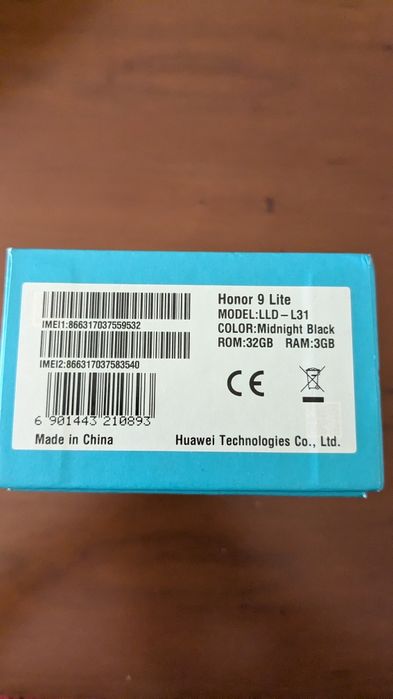 Honor 9 Lite
MODEL:LLD-L31
COLOR:Midnight Black
ROM:32GB RAM:3GB
IMEI1:866317037559532
IMEI2:866317037583540
6 901443 210893
CE
Made in China
Huawei Technologies Co., Ltd.